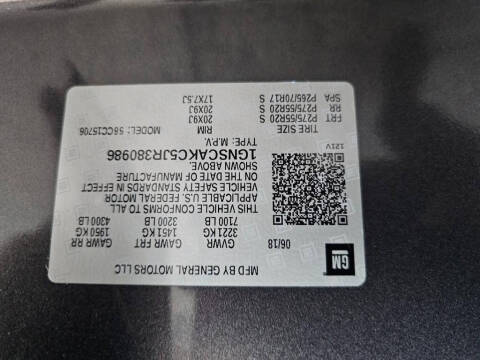 GM
MFD BY GENERAL MOTORS LLC
06/18
GVWR GAWR FRT GAWR RR
3221 KG 1451 KG 1950 KG
7100 LB 3200 LB 4300 LB
THIS VEHICLE CONFORMS TO ALL
APPLICABLE U.S. FEDERAL MOTOR
VEHICLE SAFETY STANDARDS IN EFFECT
ON THE DATE OF MANUFACTURE
SHOWN ABOVE.
1GNSCAKC5JR380986
TYPE: M.P.V.
121V
MODEL: S6CC15706
TIRE SIZE RIM
FRT P275/55R20 S 20X9J
RR P275/55R20 S 20X9J
SPA P265/70R17 S 17X7.5J